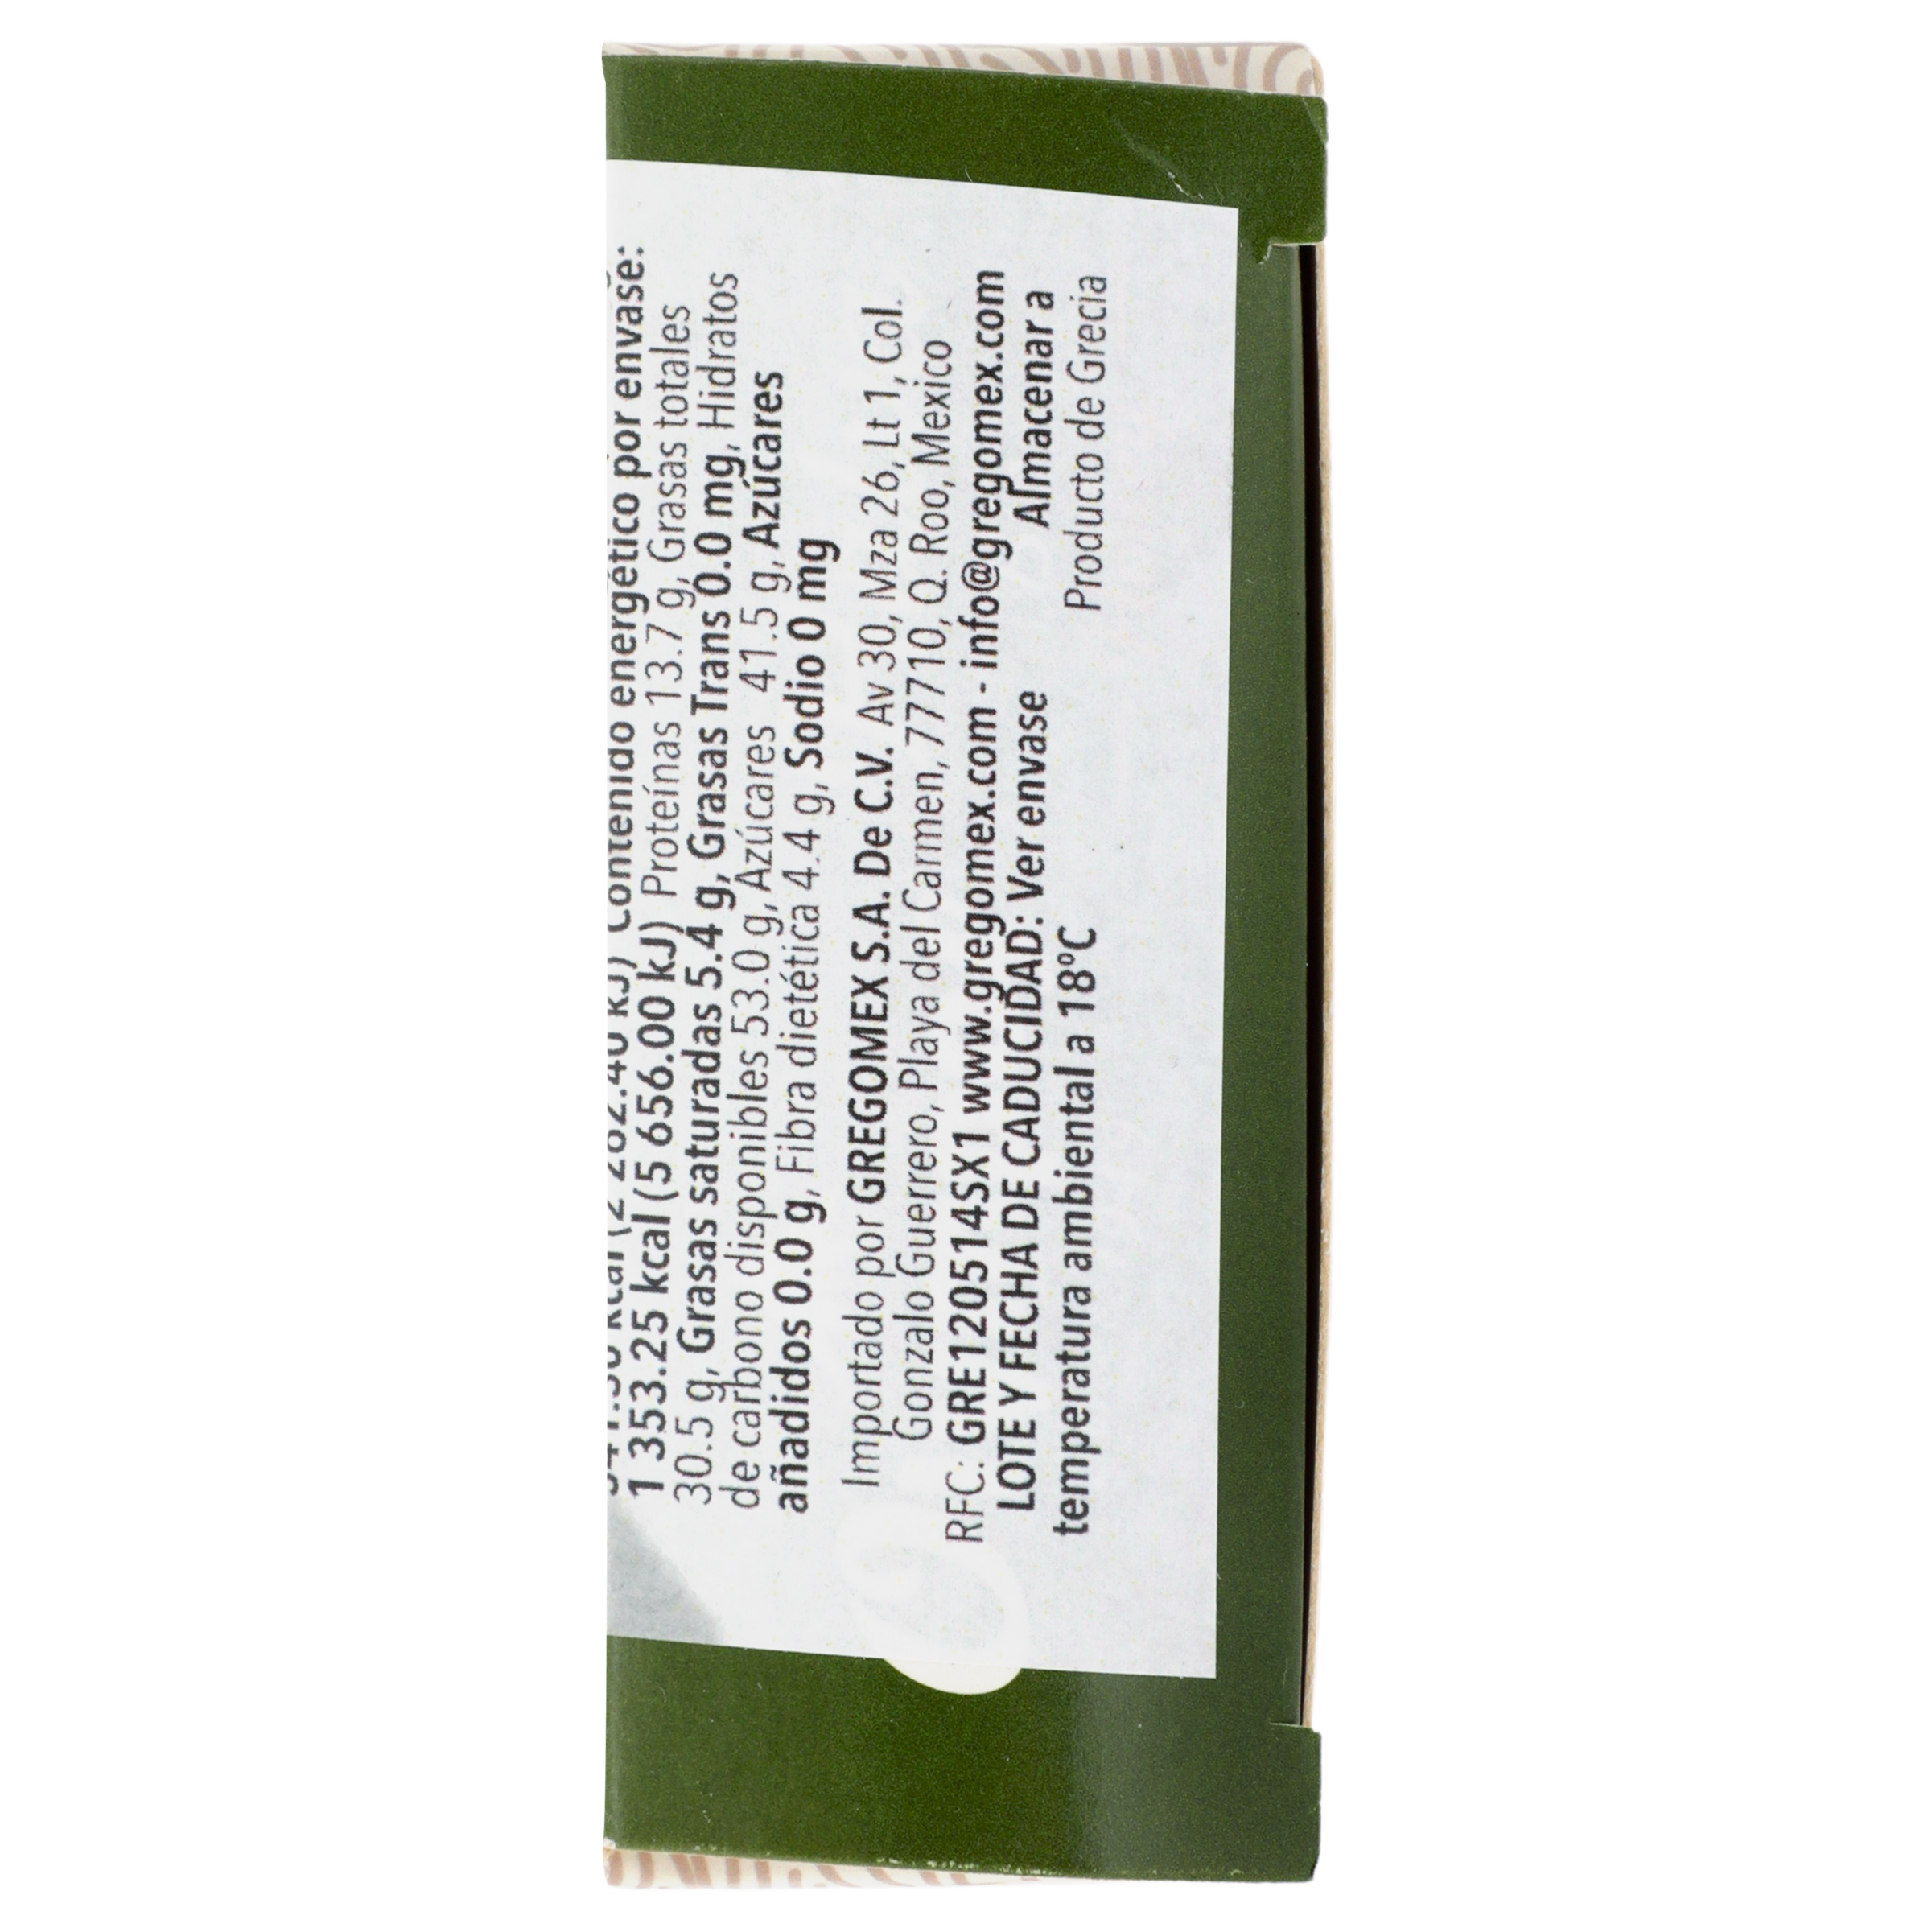 Contenido energético por envase:
1 353.25 kcal (5 656.00 kJ) Proteínas 13.7 g, Grasas totales
30.5 g, Grasas saturadas 5.4 g, Grasas Trans 0.0 mg, Hidratos
de carbono disponibles 53.0 g, Azúcares 41.5 g, Azúcares
añadidos 0.0 g, Fibra dietética 4.4 g, Sodio 0 mg
Importado por GREGOMEX S.A. De C.V. Av 30, Mza 26, Lt 1, Col.
Gonzalo Guerrero, Playa del Carmen, 77710, Q. Roo, Mexico
RFC: GRE120514SX1 www.gregomex.com - info@gregomex.com
LOTE Y FECHA DE CADUCIDAD: Ver envase Almacenar a
temperatura ambiental a 18ºC Producto de Grecia